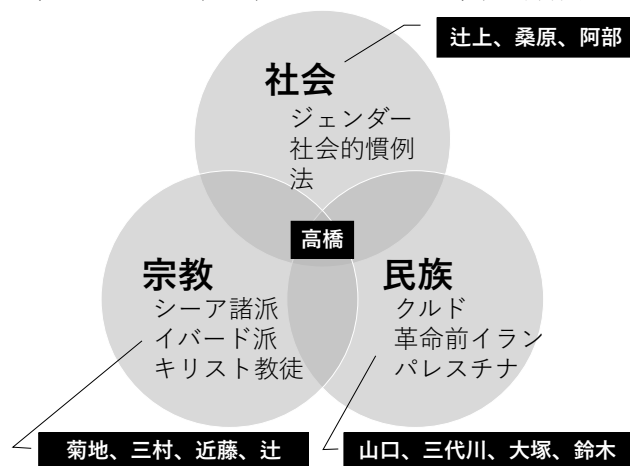 辻上、桑原、阿部
社会
ジェンダー
社会的慣例
法
高橋
宗教
シーア諸派
イバード派
キリスト教徒
民族
クルド
革命前イラン
パレスチナ
菊地、三村、近藤、辻
山口、三代川、大塚、鈴木